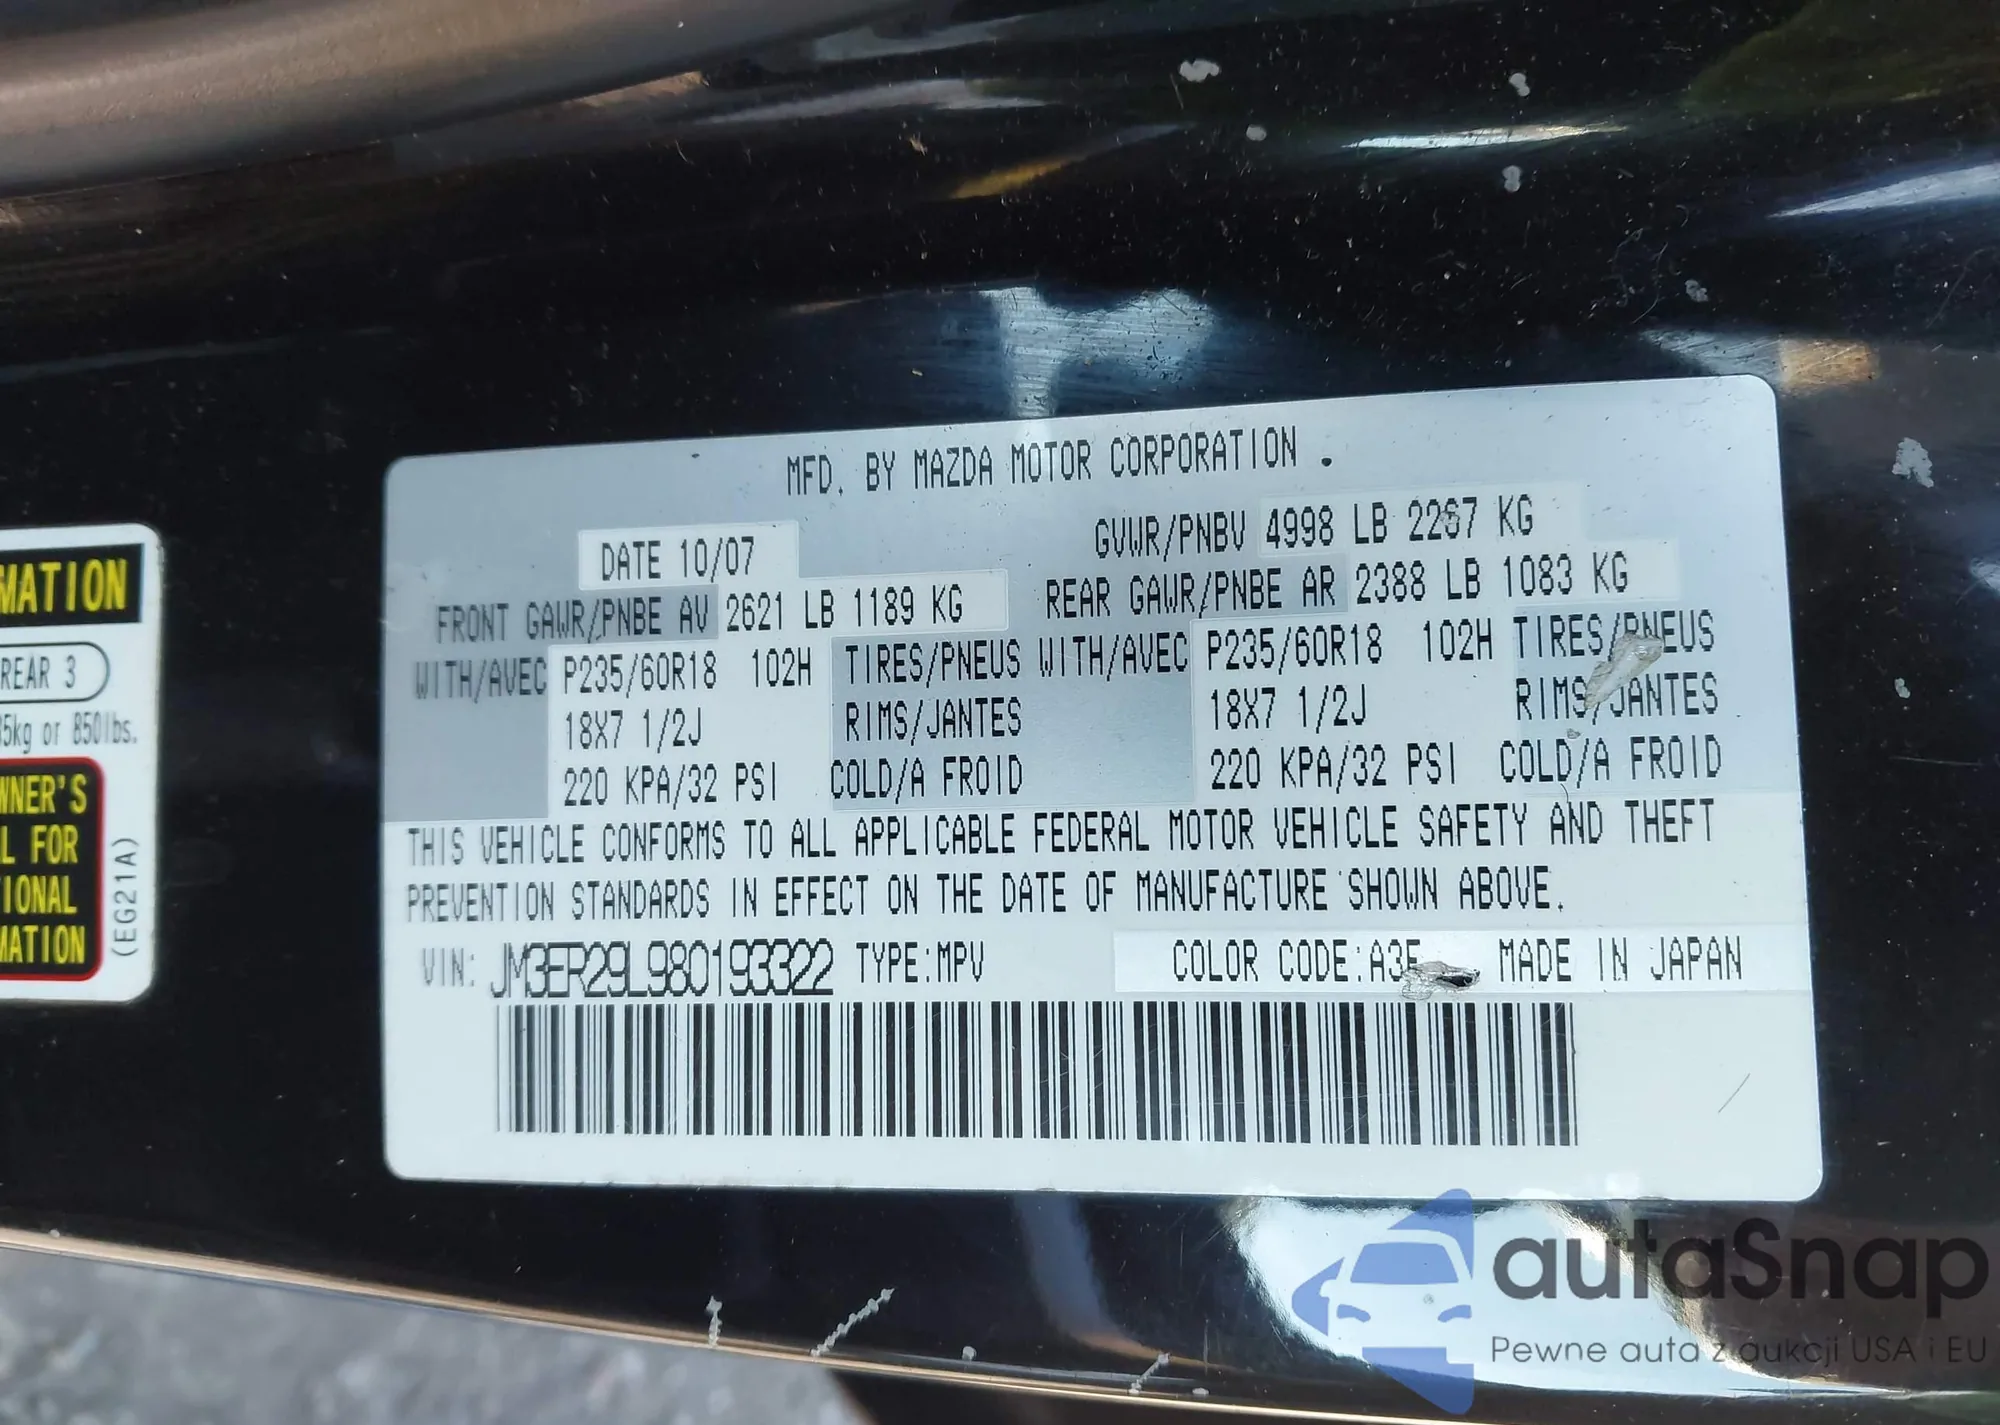 MATION
REAR 3
35kg or 850lbs.
WNER'S
L FOR
TIONAL
MATION
(EG21A)
MFD. BY MAZDA MOTOR CORPORATION .
DATE 10/07 GVWR/PNBV 4998 LB 2267 KG
FRONT GAWR/PNBE AV 2621 LB 1189 KG REAR GAWR/PNBE AR 2388 LB 1083 KG
WITH/AVEC P235/60R18 102H TIRES/PNEUS WITH/AVEC P235/60R18 102H TIRES/PNEUS
18X7 1/2J RIMS/JANTES 18X7 1/2J RIMS/JANTES
220 KPA/32 PSI COLD/A FROID 220 KPA/32 PSI COLD/A FROID
THIS VEHICLE CONFORMS TO ALL APPLICABLE FEDERAL MOTOR VEHICLE SAFETY AND THEFT
PREVENTION STANDARDS IN EFFECT ON THE DATE OF MANUFACTURE SHOWN ABOVE.
VIN: JM3ER29L980193322 TYPE:MPV COLOR CODE: MADE IN JAPAN
autaSnap
Pewne auta z aukcji USA i EU